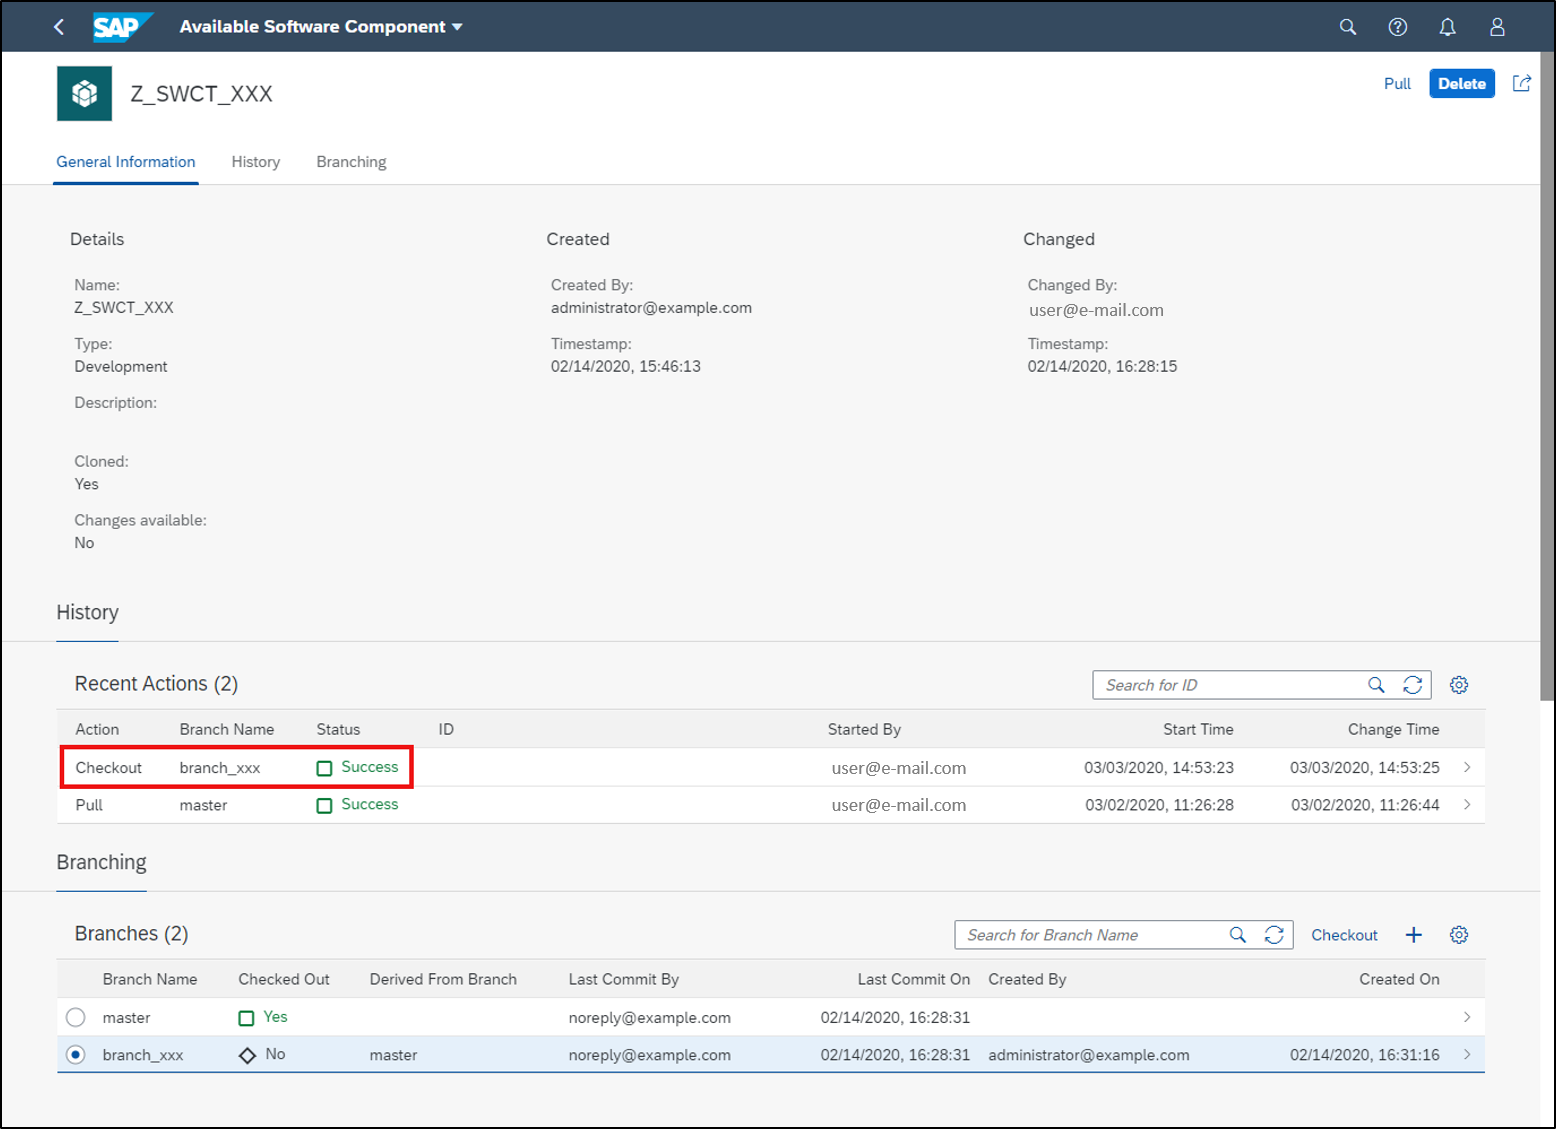 SAP Available Software Component
Z_SWCT_XXX
Pull Delete
General Information History Branching
Details Created Changed
Name: Created By: Changed By:
Z_SWCT_XXX administrator@example.com user@e-mail.com
Type: Timestamp: Timestamp:
Development 02/14/2020, 15:46:13 02/14/2020, 16:28:15
Description:
Cloned:
Yes
Changes available:
No
History
Recent Actions (2) Search for ID
Action Branch Name Status ID Started By Start Time Change Time
Checkout branch_xxx Success user@e-mail.com 03/03/2020, 14:53:23 03/03/2020, 14:53:25
Pull master Success user@e-mail.com 03/02/2020, 11:26:28 03/02/2020, 11:26:44
Branching
Branches (2) Search for Branch Name Checkout
Branch Name Checked Out Derived From Branch Last Commit By Last Commit On Created By Created On
master Yes noreply@example.com 02/14/2020, 16:28:31
branch_xxx No master noreply@example.com 02/14/2020, 16:28:31 administrator@example.com 02/14/2020, 16:31:16